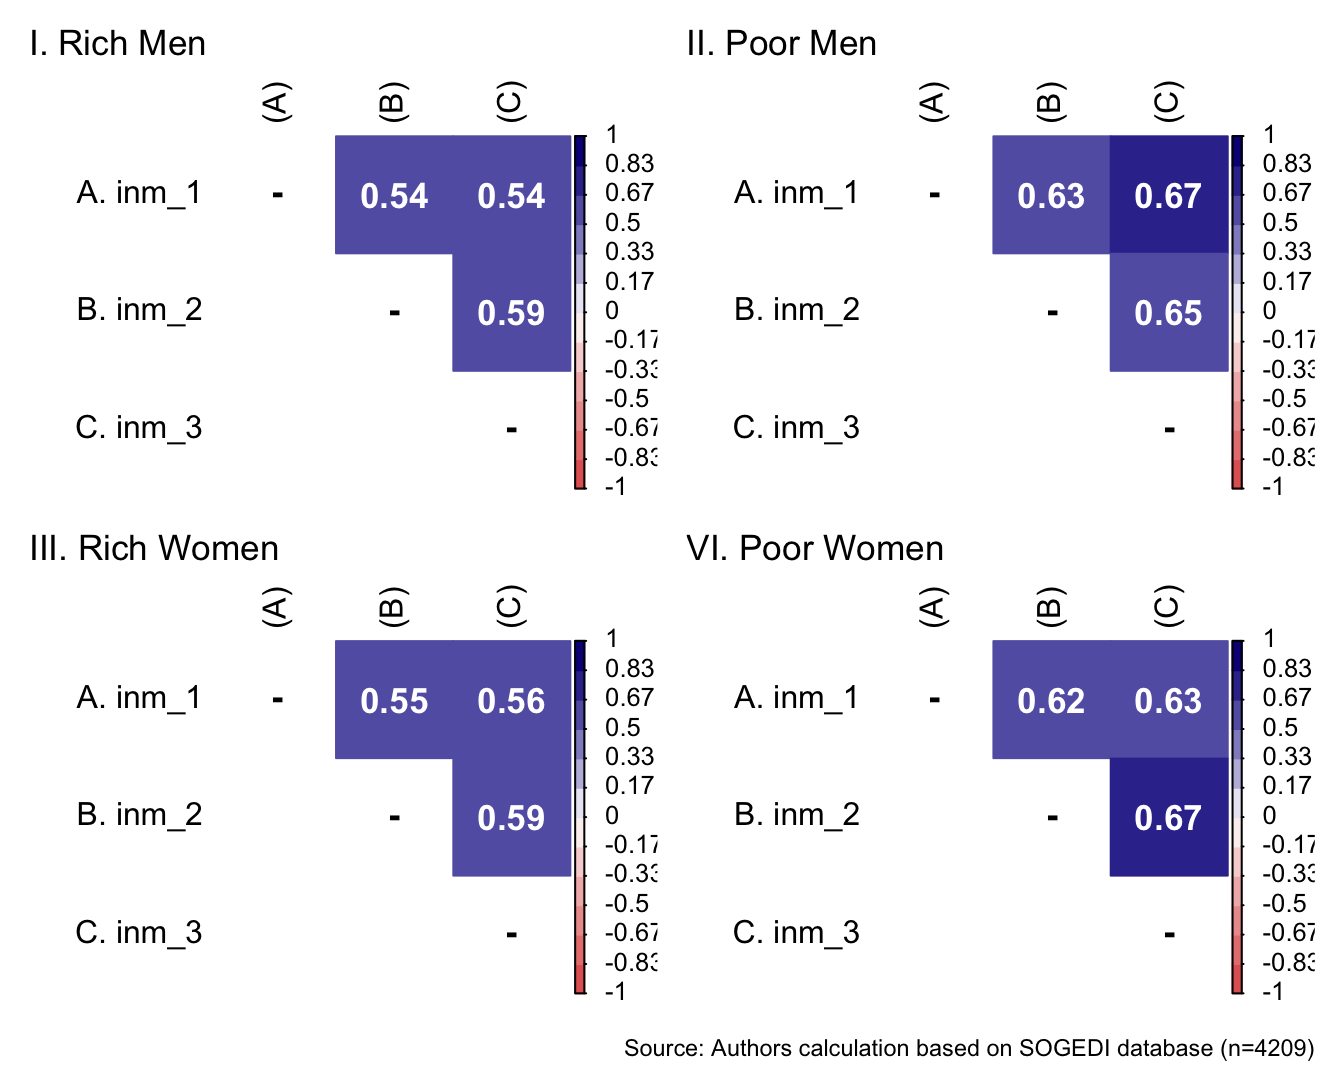 I. Rich Men
(A) (B) (C)
A. inm_1 - 0.54 0.54
B. inm_2 - 0.59
C. inm_3 -
1
0.83
0.67
0.5
0.33
0.17
0
-0.17
-0.33
-0.5
-0.67
-0.83
-1
II. Poor Men
(A) (B) (C)
A. inm_1 - 0.63 0.67
B. inm_2 - 0.65
C. inm_3 -
1
0.83
0.67
0.5
0.33
0.17
0
-0.17
-0.33
-0.5
-0.67
-0.83
-1
III. Rich Women
(A) (B) (C)
A. inm_1 - 0.55 0.56
B. inm_2 - 0.59
C. inm_3 -
1
0.83
0.67
0.5
0.33
0.17
0
-0.17
-0.33
-0.5
-0.67
-0.83
-1
VI. Poor Women
(A) (B) (C)
A. inm_1 - 0.62 0.63
B. inm_2 - 0.67
C. inm_3 -
1
0.83
0.67
0.5
0.33
0.17
0
-0.17
-0.33
-0.5
-0.67
-0.83
-1
Source: Authors calculation based on SOGEDI database (n=4209)